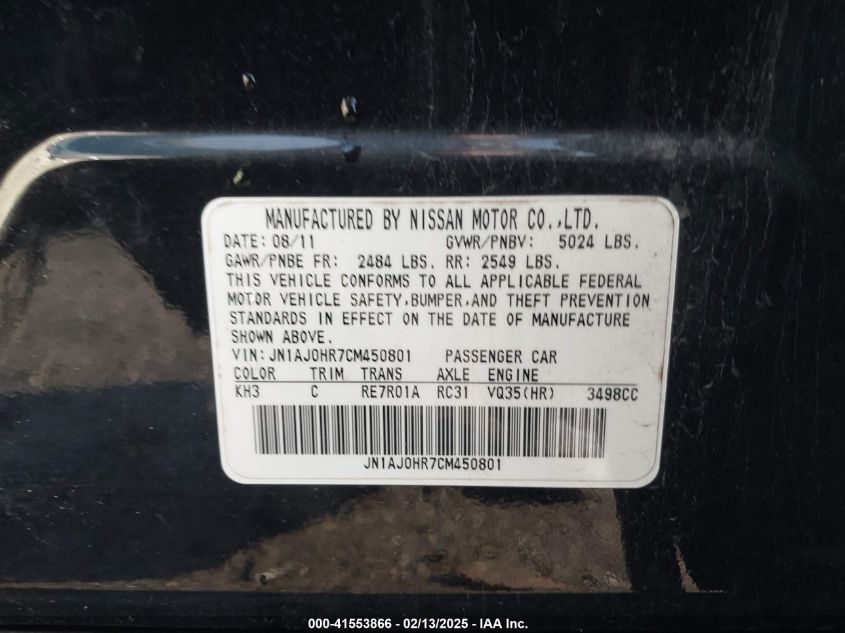 MANUFACTURED BY NISSAN MOTOR CO.,LTD.
DATE: 08/11 GVWR/PNBV: 5024 LBS.
GAWR/PNBE FR: 2484 LBS. RR: 2549 LBS.
THIS VEHICLE CONFORMS TO ALL APPLICABLE FEDERAL
MOTOR VEHICLE SAFETY,BUMPER,AND THEFT PREVENTION
STANDARDS IN EFFECT ON THE DATE OF MANUFACTURE
SHOWN ABOVE.
VIN: JN1AJ0HR7CM450801 PASSENGER CAR
COLOR TRIM TRANS AXLE ENGINE
KH3 C RE7R01A RC31 VQ35(HR) 3498CC
JN1AJ0HR7CM450801
000-41553866 - 02/13/2025 - IAA Inc.